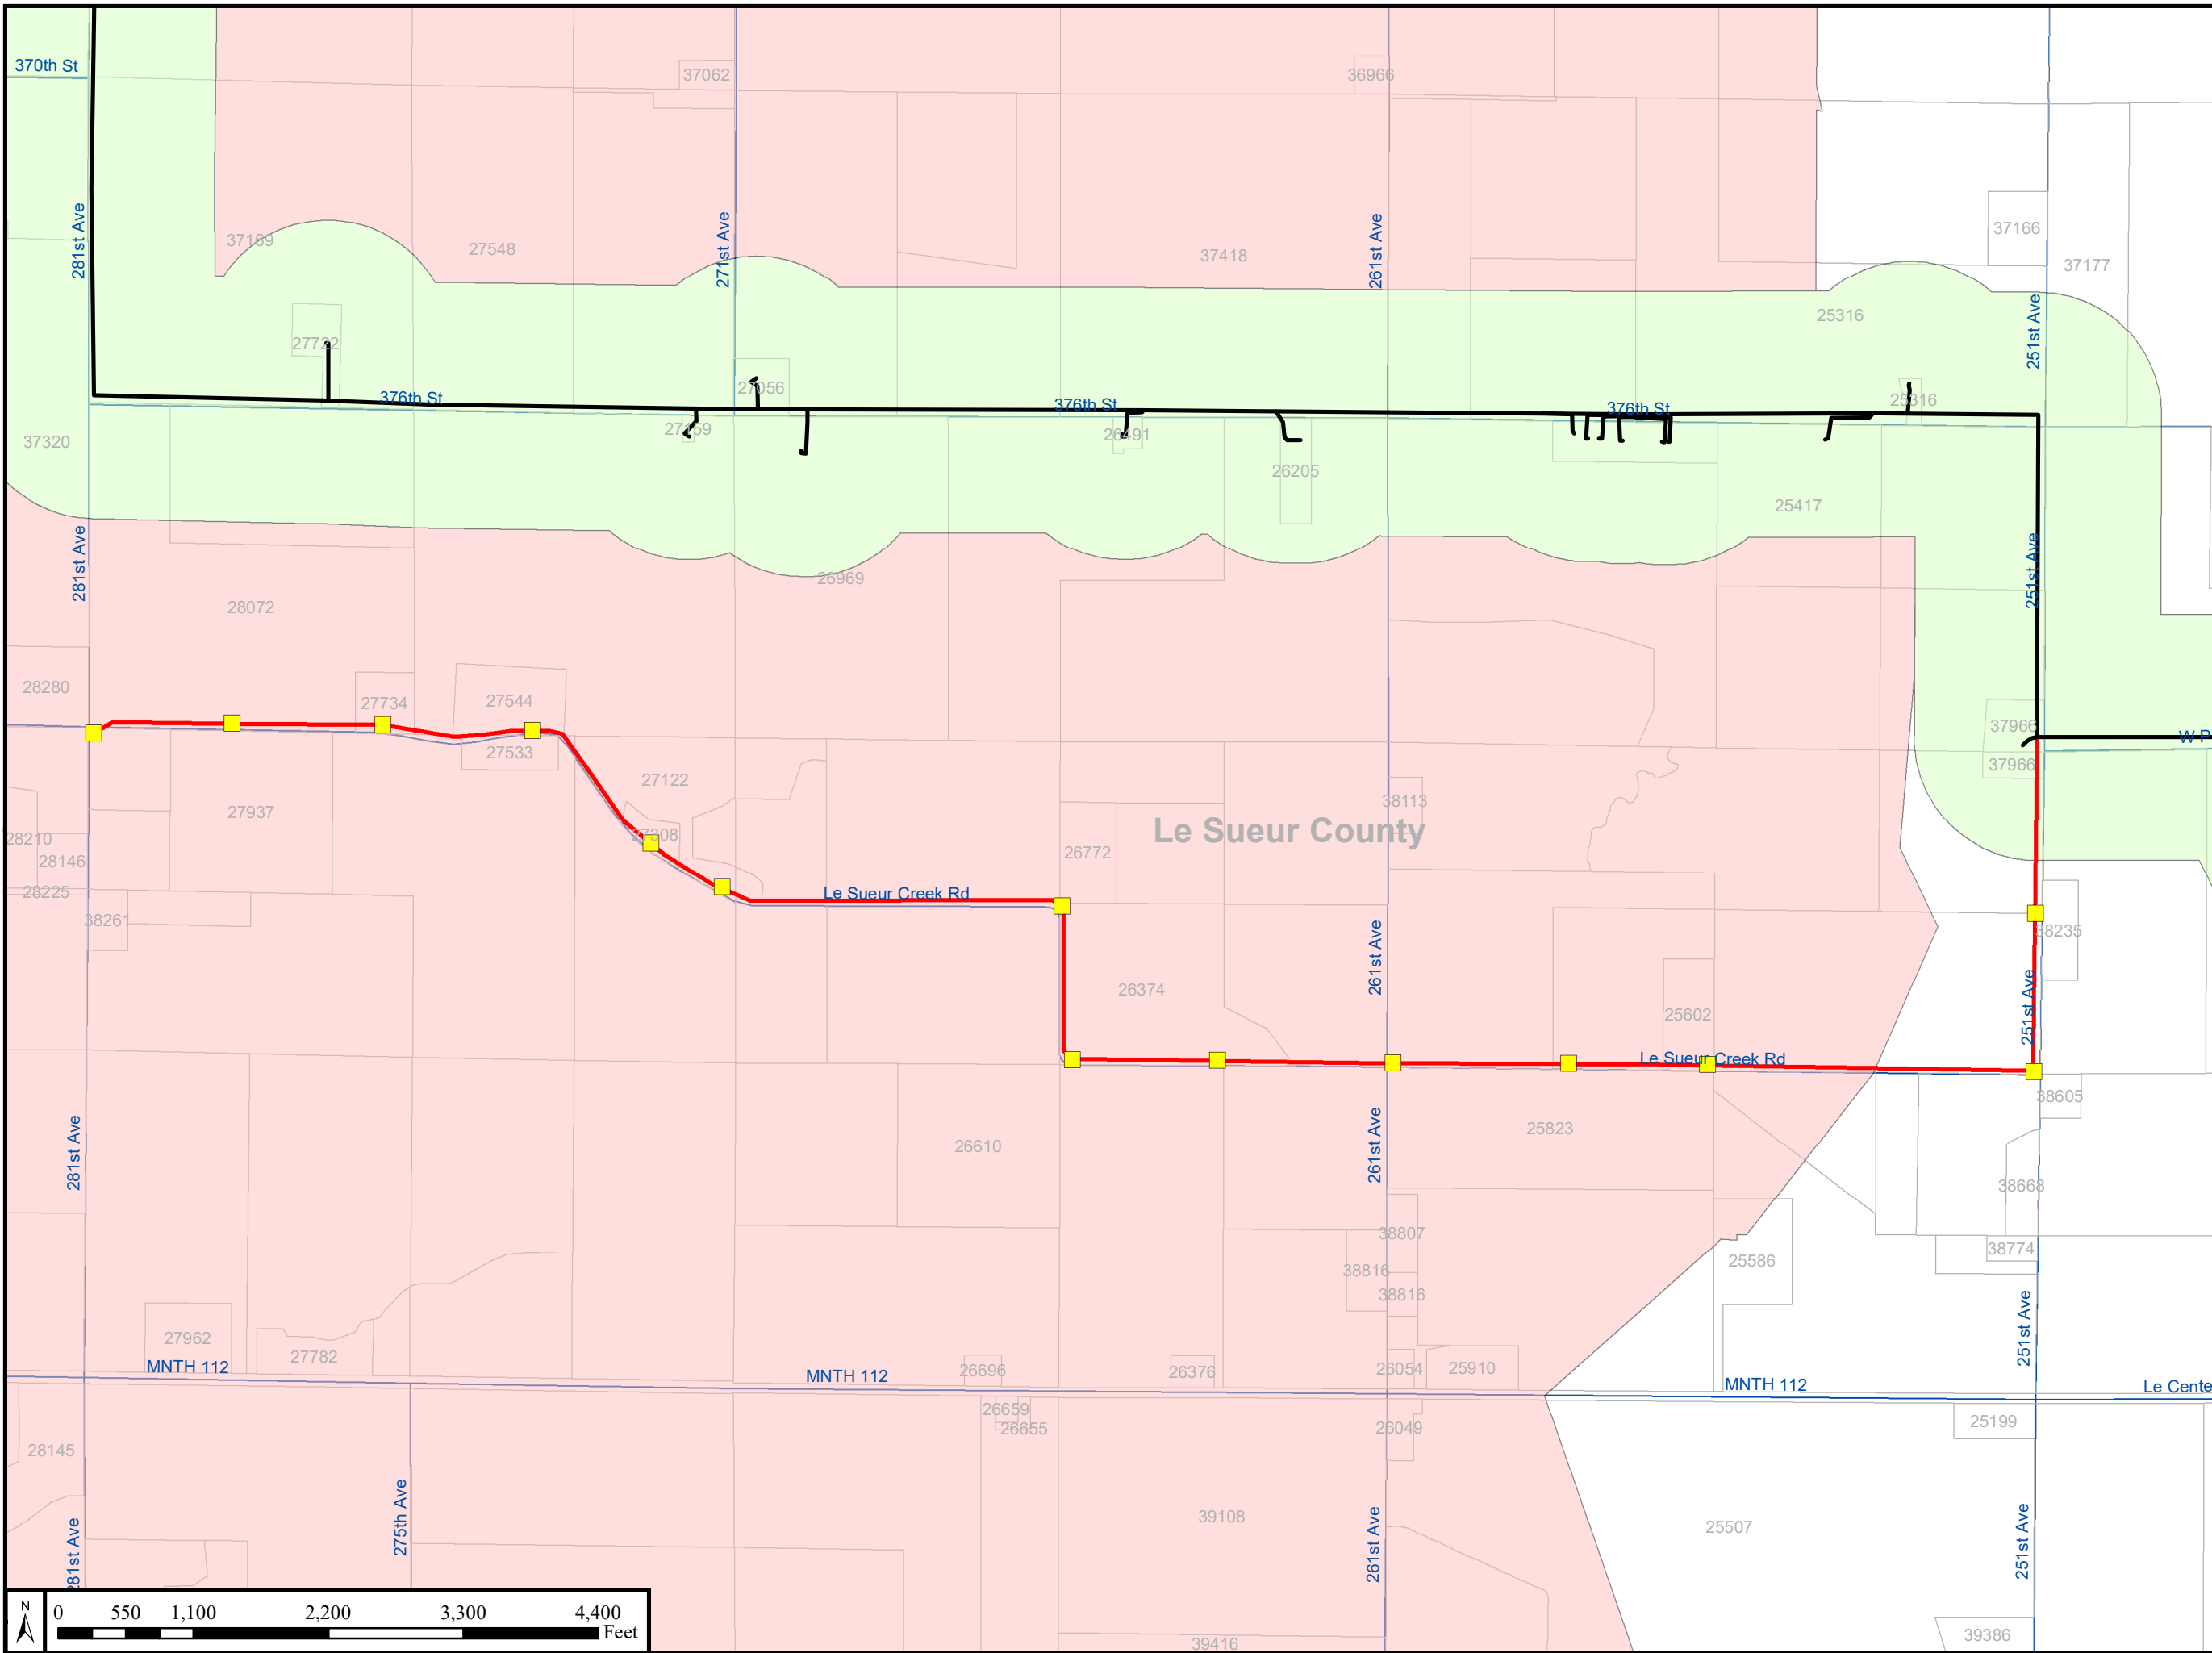 370th St
37062
36966
37166
37177
281st Ave
37169
27548
271st Ave
37418
261st Ave
25316
251st Ave
27722
27056
376th St
376th St
376th St
25316
37320
27159
26491
26205
25417
281st Ave
26969
251st Ave
28072
28280
27734
27544
27533
37966
37966
W P
27122
27937
27308
38113
Le Sueur County
28210
28146
28225
26772
Le Sueur Creek Rd
38261
261st Ave
38235
26374
25602
251st Ave
Le Sueur Creek Rd
38605
281st Ave
26610
261st Ave
25823
38668
38807
38774
38816
38816
25586
251st Ave
27962
27782
MNTH 112
MNTH 112
26696
26376
26054
25910
MNTH 112
Le Cente
26659
26655
26049
25199
28145
275th Ave
281st Ave
39108
261st Ave
25507
251st Ave
39416
39386
N
0 550 1,100 2,200 3,300 4,400
Feet